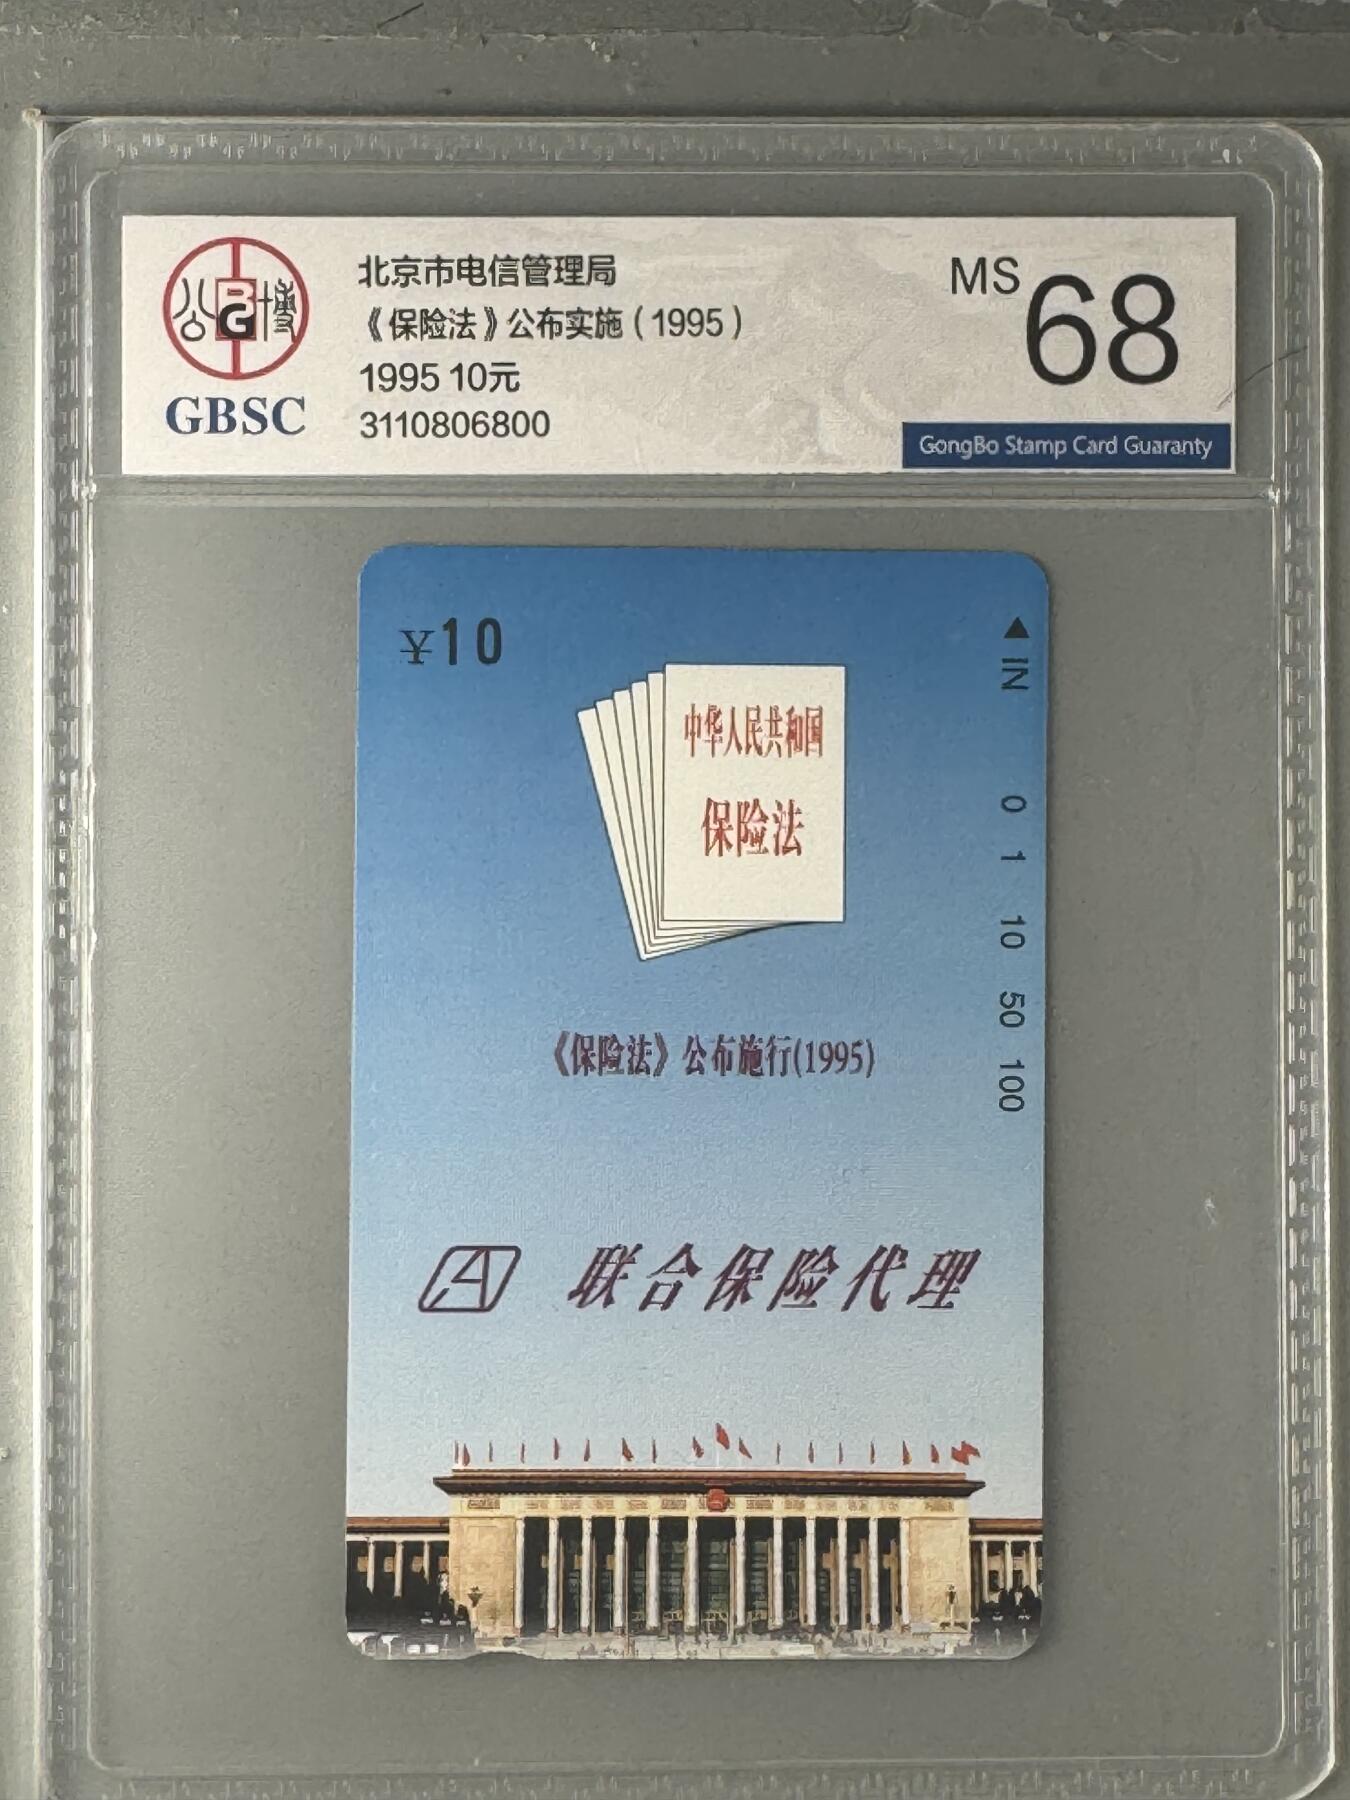 公博
BGC
GBSC
北京市电信管理局
《保险法》公布实施（1995）
1995 10元
3110806800
MS 68
GongBo Stamp Card Guaranty
¥10
▲IN
0 1 10 50 100
中华人民共和国
保险法
《保险法》公布施行(1995)
联合保险代理